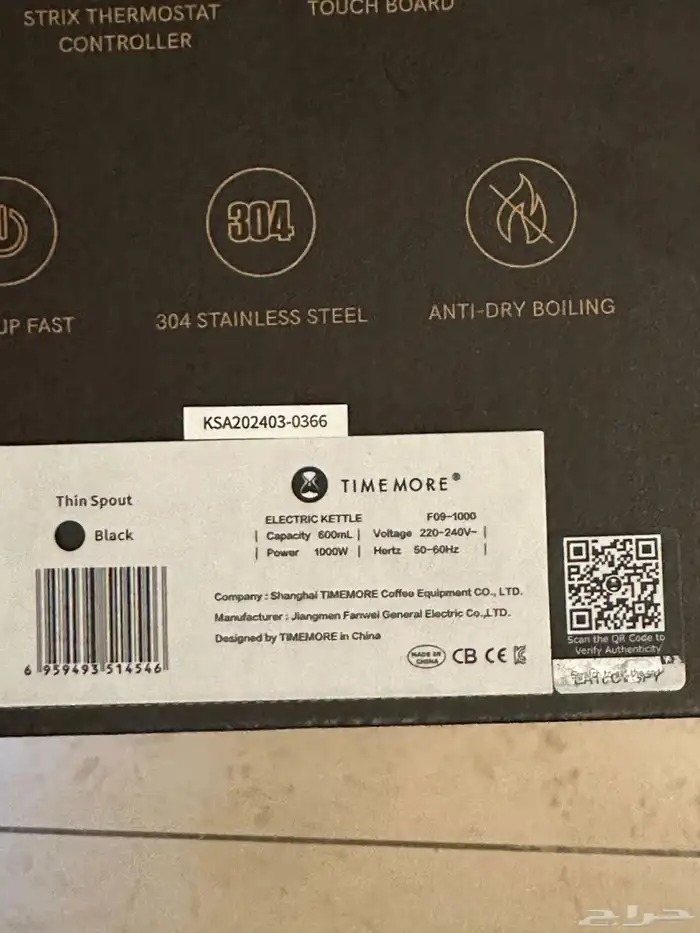 STRIX THERMOSTAT
CONTROLLER
TOUCH BOARD
304
UP FAST
304 STAINLESS STEEL
ANTI-DRY BOILING
KSA202403-0366
TIMEMORE®
Thin Spout
Black
ELECTRIC KETTLE F09-1000
| Capacity 600mL | Voltage 220-240V~ |
| Power 1000W | Hertz 50-60Hz |
Company : Shanghai TIMEMORE Coffee Equipment CO., LTD.
Manufacturer : Jiangmen Fanwei General Electric Co.,LTD.
Designed by TIMEMORE in China
MADE IN
CHINA
CB CE
6 959493 514546
Scan the QR Code to
Verify Authenticity
حراج